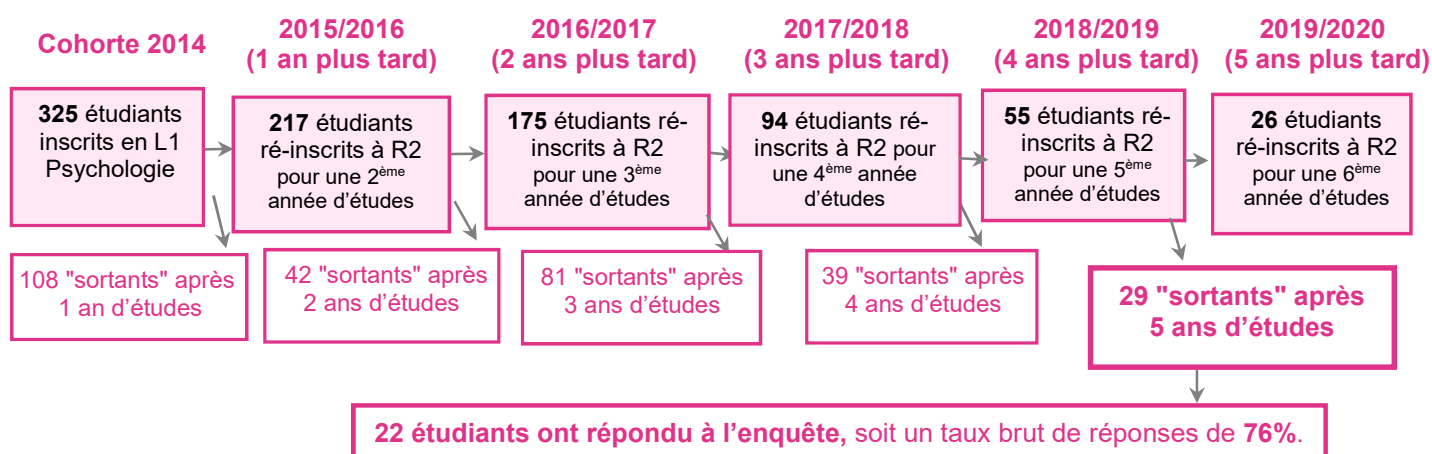 Cohorte 2014
2015/2016
(1 an plus tard)
2016/2017
(2 ans plus tard)
2017/2018
(3 ans plus tard)
2018/2019
(4 ans plus tard)
2019/2020
(5 ans plus tard)
325 étudiants
inscrits en L1
Psychologie
217 étudiants
ré-inscrits à R2
pour une 2ème
année d'études
175 étudiants ré-
inscrits à R2
pour une 3ème
année d'études
94 étudiants ré-
inscrits à R2 pour
une 4ème année
d'études
55 étudiants ré-
inscrits à R2
pour une 5ème
année d'études
26 étudiants
ré-inscrits à R2
pour une 6ème
année d'études
108 "sortants" après
1 an d'études
42 "sortants" après
2 ans d'études
81 "sortants" après
3 ans d'études
39 "sortants" après
4 ans d'études
29 "sortants" après
5 ans d'études
22 étudiants ont répondu à l'enquête, soit un taux brut de réponses de 76%.